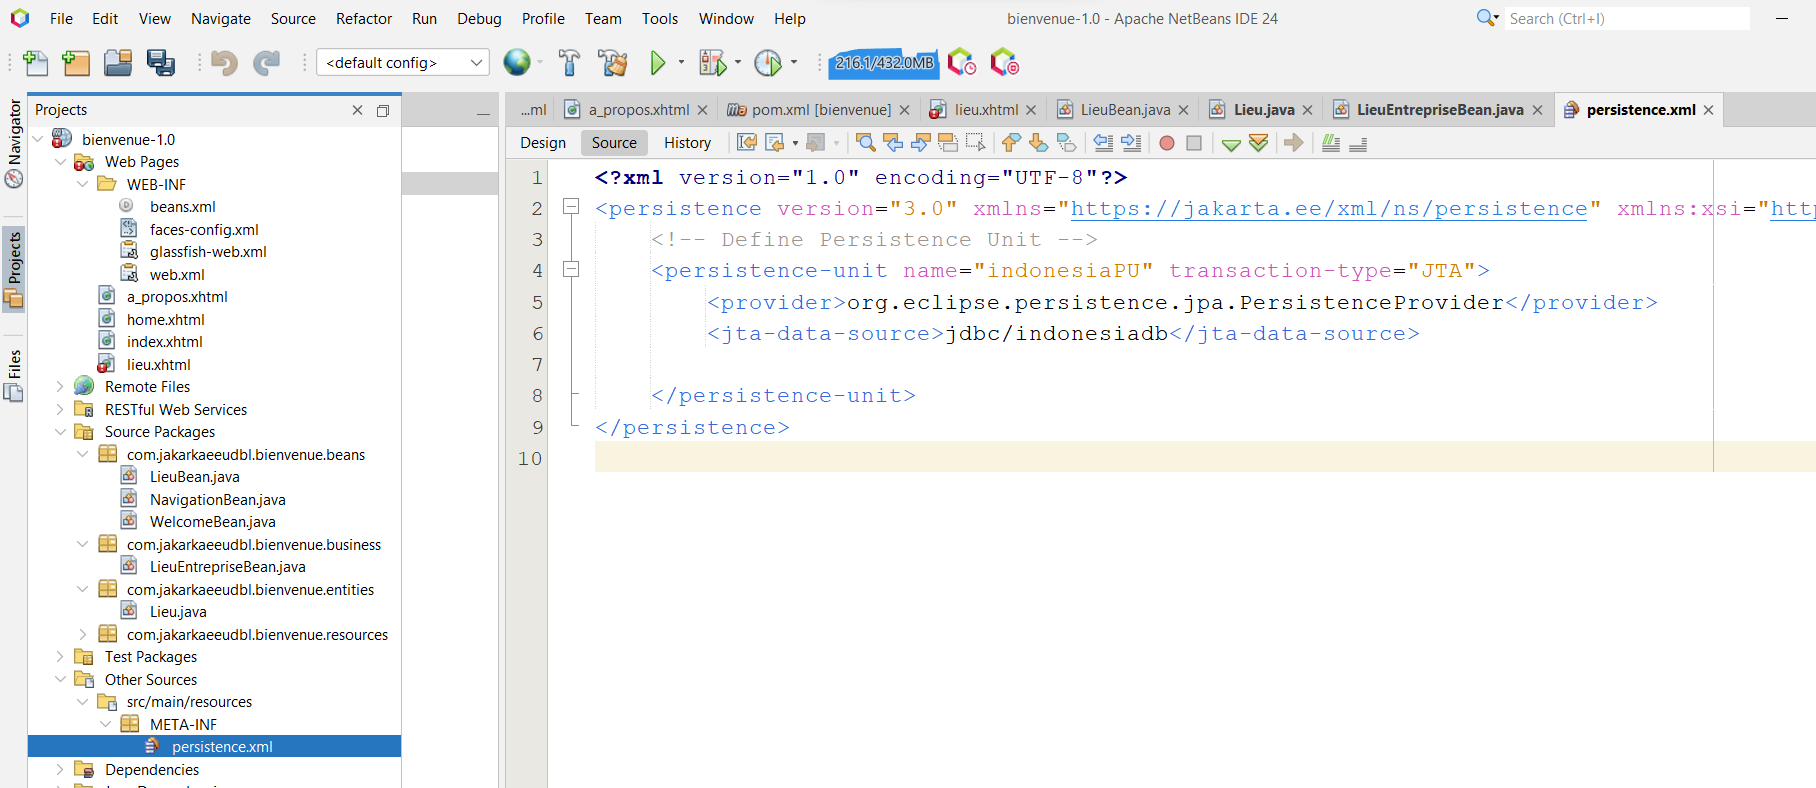 File Edit View Navigate Source Refactor Run Debug Profile Team Tools Window Help
bienvenue-1.0 - Apache NetBeans IDE 24
Search (Ctrl+I)
<default config>
216.1/432.0MB
Navigator
Projects
Files
Projects
bienvenue-1.0
Web Pages
WEB-INF
beans.xml
faces-config.xml
glassfish-web.xml
web.xml
a_propos.xhtml
home.xhtml
index.xhtml
lieu.xhtml
Remote Files
RESTful Web Services
Source Packages
com.jakarkaeeudbl.bienvenue.beans
LieuBean.java
NavigationBean.java
WelcomeBean.java
com.jakarkaeeudbl.bienvenue.business
LieuEntrepriseBean.java
com.jakarkaeeudbl.bienvenue.entities
Lieu.java
com.jakarkaeeudbl.bienvenue.resources
Test Packages
Other Sources
src/main/resources
META-INF
persistence.xml
Dependencies
...ml a_propos.xhtml pom.xml [bienvenue] lieu.xhtml LieuBean.java Lieu.java LieuEntrepriseBean.java persistence.xml
Design Source History
1 <?xml version="1.0" encoding="UTF-8"?>
2 <persistence version="3.0" xmlns="https://jakarta.ee/xml/ns/persistence" xmlns:xsi="htt
3 <!-- Define Persistence Unit -->
4 <persistence-unit name="indonesiaPU" transaction-type="JTA">
5 <provider>org.eclipse.persistence.jpa.PersistenceProvider</provider>
6 <jta-data-source>jdbc/indonesiadb</jta-data-source>
7
8 </persistence-unit>
9 </persistence>
10